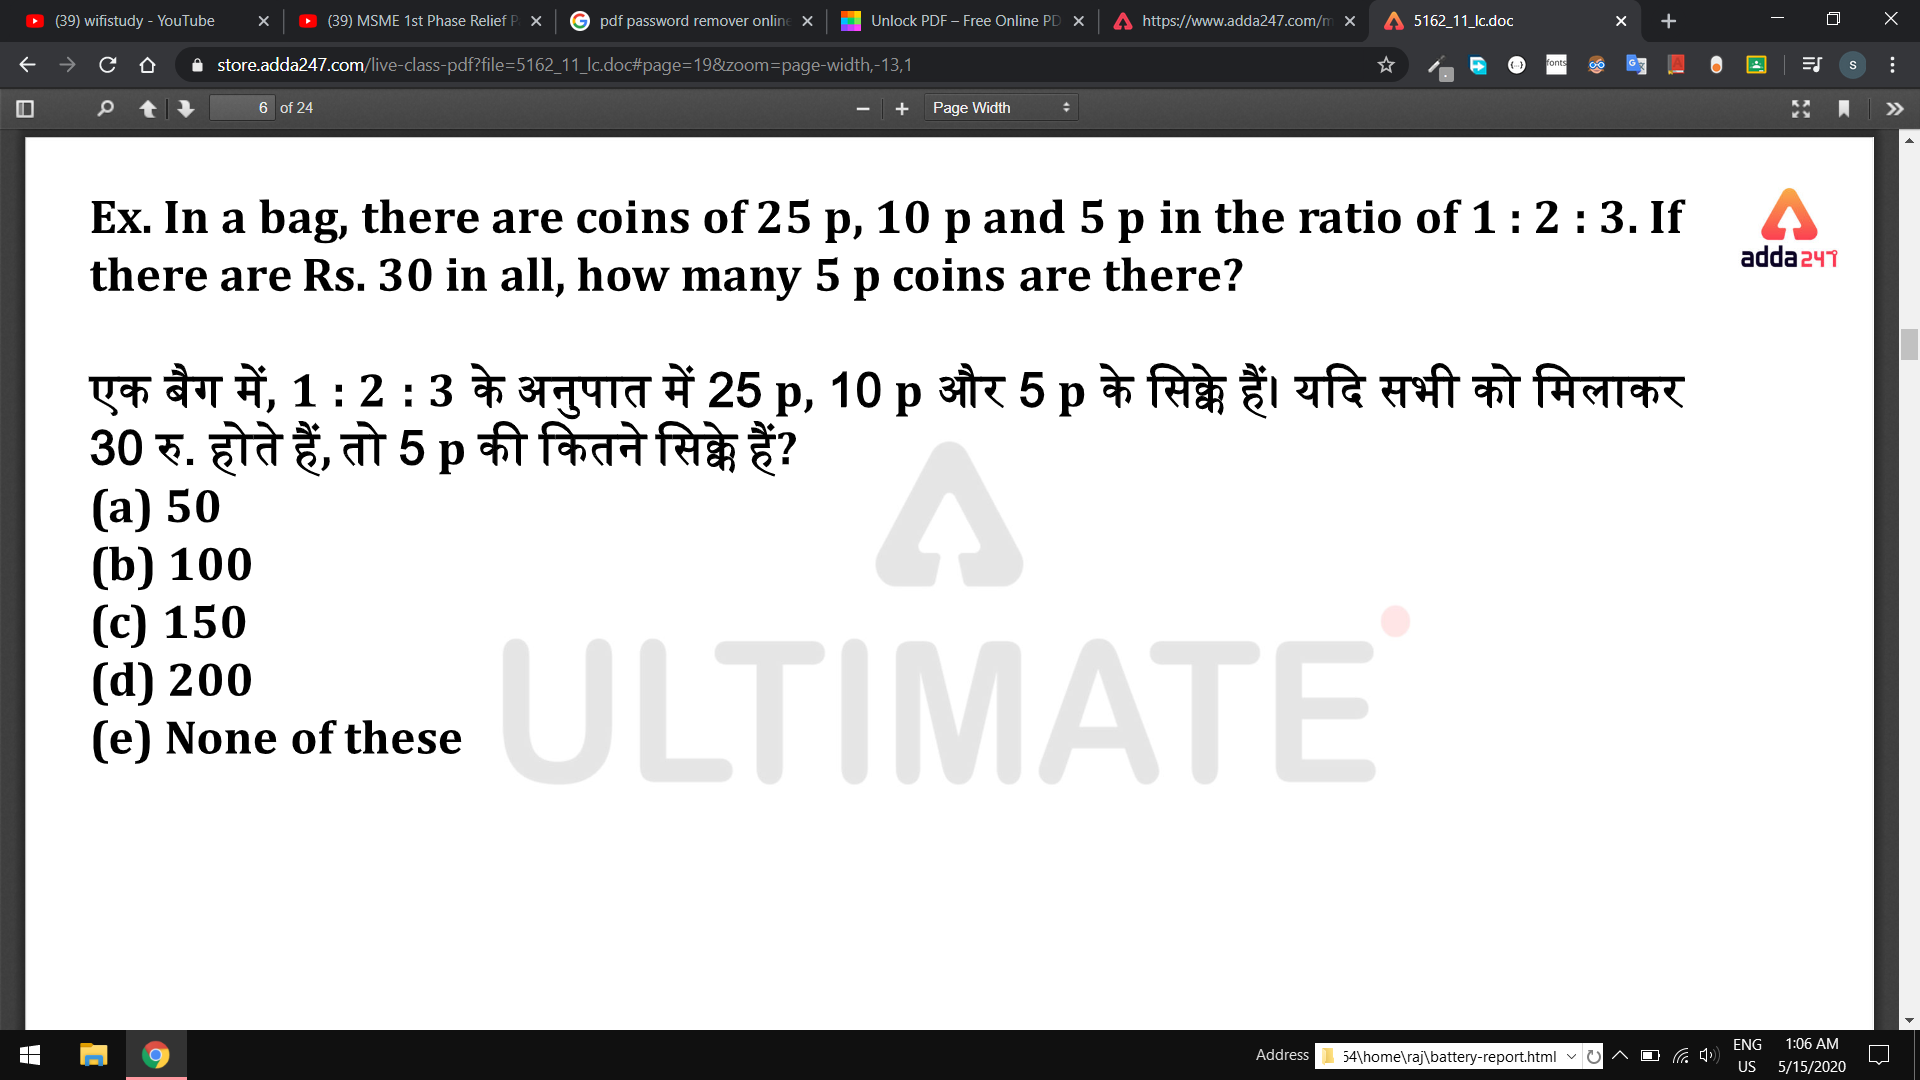 (39) wifistudy - YouTube
(39) MSME 1st Phase Relief P
pdf password remover online
Unlock PDF – Free Online PD
https://www.adda247.com/m
5162_11_lc.doc
store.adda247.com/live-class-pdf?file=5162_11_lc.doc#page=19&zoom=page-width,-13,1
fonts
S
6 of 24
Page Width
Ex. In a bag, there are coins of 25 p, 10 p and 5 p in the ratio of 1 : 2 : 3. If
there are Rs. 30 in all, how many 5 p coins are there?
adda247
एक बैग में, 1 : 2 : 3 के अनुपात में 25 p, 10 p और 5 p के सिक्के हैं। यदि सभी को मिलाकर
30 रु. होते हैं, तो 5 p की कितने सिक्के हैं?
(a) 50
(b) 100
(c) 150
(d) 200
(e) None of these
ULTIMATE
Address
54\home\raj\battery-report.html
ENG
US
1:06 AM
5/15/2020